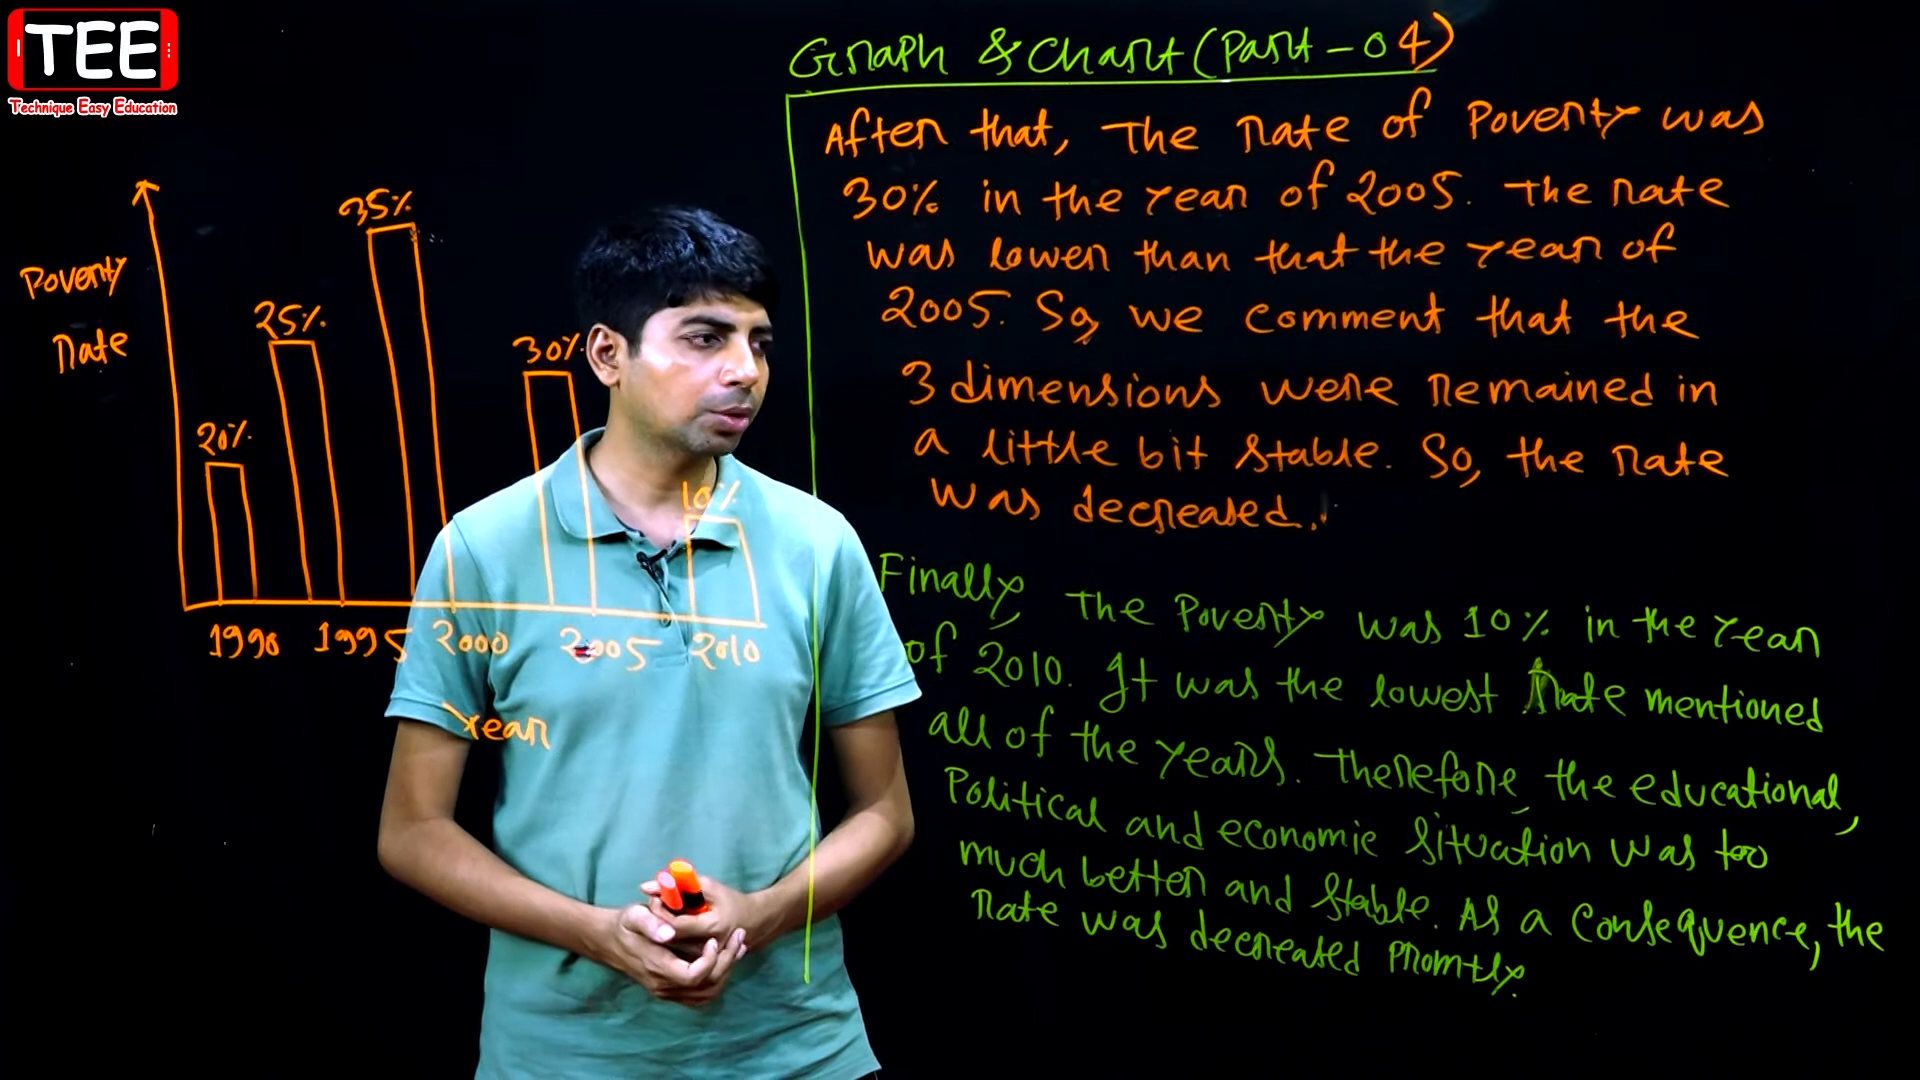 TEE
Technique Easy Education
Graph & Chart (Part - 04)
After that, The rate of Poverty was
30% in the year of 2005. The rate
was lower than that the year of
2005. So, we comment that the
3 dimensions were remained in
a little bit stable. So, the rate
was decreased.
Finally, The Poverty was 10% in the year
of 2010. It was the lowest rate mentioned
all of the years. Therefore, the educational,
Political and economic situation was too
much better and stable. As a consequence, the
rate was decreased Promtly.
Poverty
rate
20%
25%
35%
30%
10%
1990 1995 2000 2005 2010
year